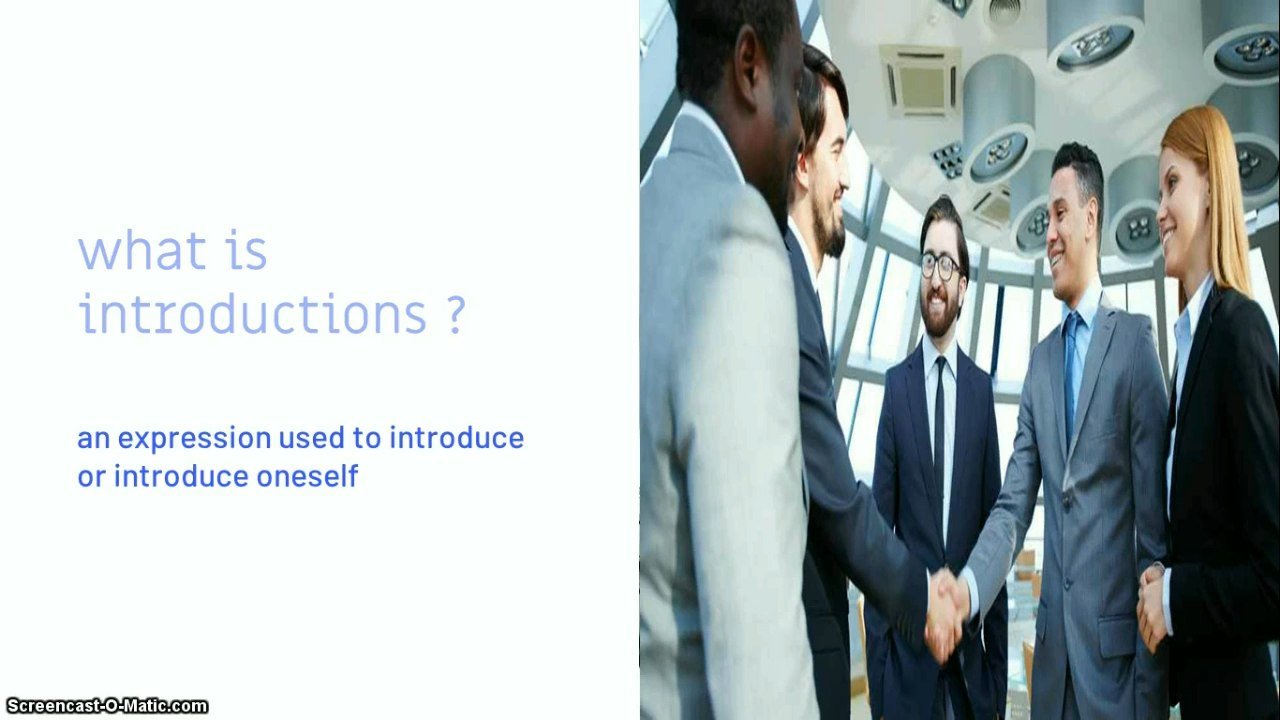 what is
introductions ?
an expression used to introduce
or introduce oneself
Screencast-O-Matic.com